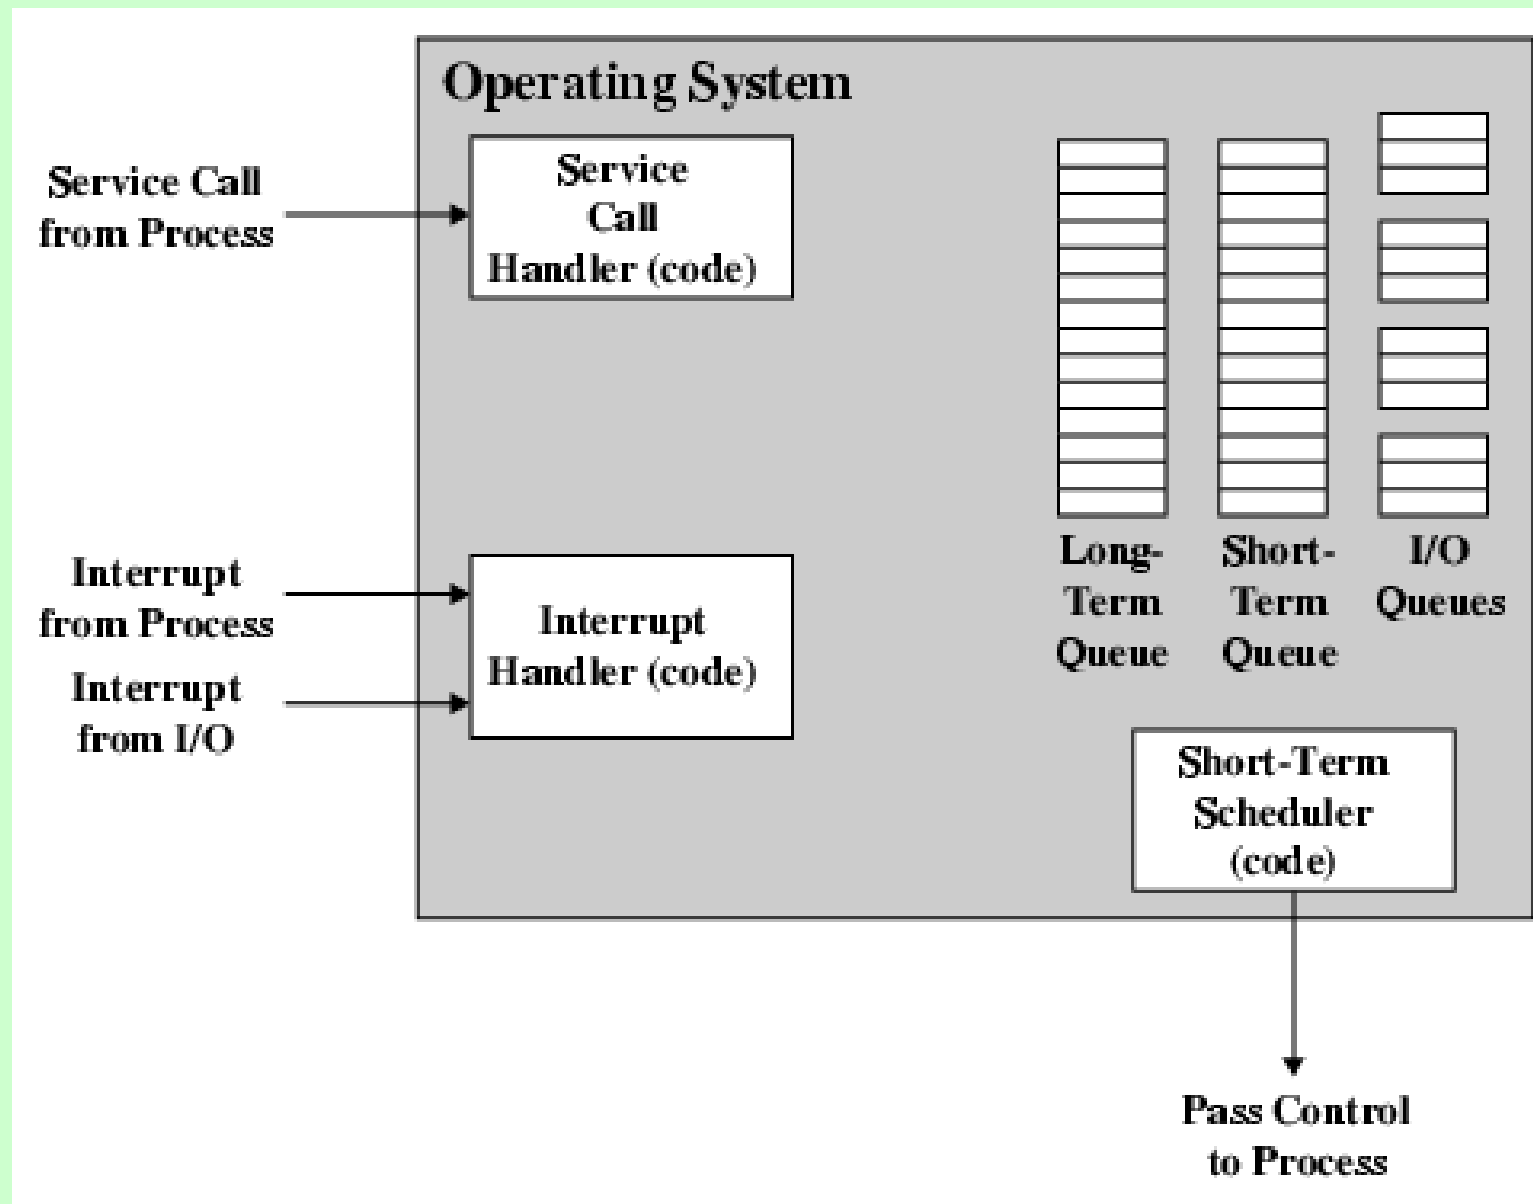 Operating System
Service Call
from Process
Service
Call
Handler (code)
Interrupt
from Process
Interrupt
from I/O
Interrupt
Handler (code)
Long-
Term
Queue
Short-
Term
Queue
I/O
Queues
Short-Term
Scheduler
(code)
Pass Control
to Process